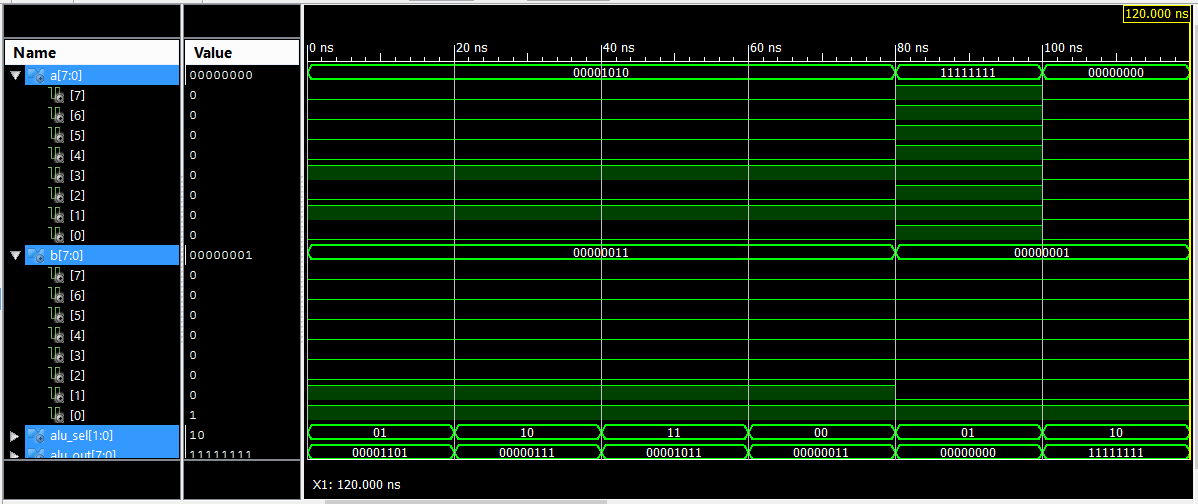 120.000 ns
Name Value
0 ns 20 ns 40 ns 60 ns 80 ns 100 ns
a[7:0] 00000000 00001010 11111111 00000000
[7] 0
[6] 0
[5] 0
[4] 0
[3] 0
[2] 0
[1] 0
[0] 0
b[7:0] 00000001 00000011 00000001
[7] 0
[6] 0
[5] 0
[4] 0
[3] 0
[2] 0
[1] 0
[0] 1
alu_sel[1:0] 10 01 10 11 00 01 10
alu_out[7:0] 11111111 00001101 00000111 00001011 00000011 00000000 11111111
X1: 120.000 ns